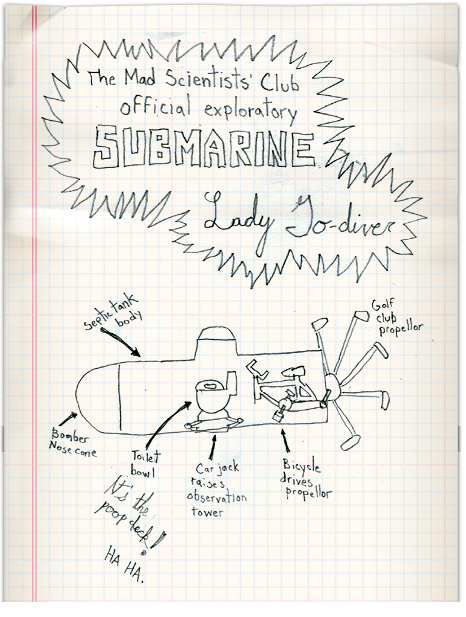 The Mad Scientists' Club
official exploratory
SUBMARINE
Lady Go-diver
Septic tank
body
Golf
club
propellor
Bomber
Nose cone
Toilet
bowl
Car jack
raises
observation
tower
Bicycle
drives
propellor
It's the
poop deck!
HA HA.